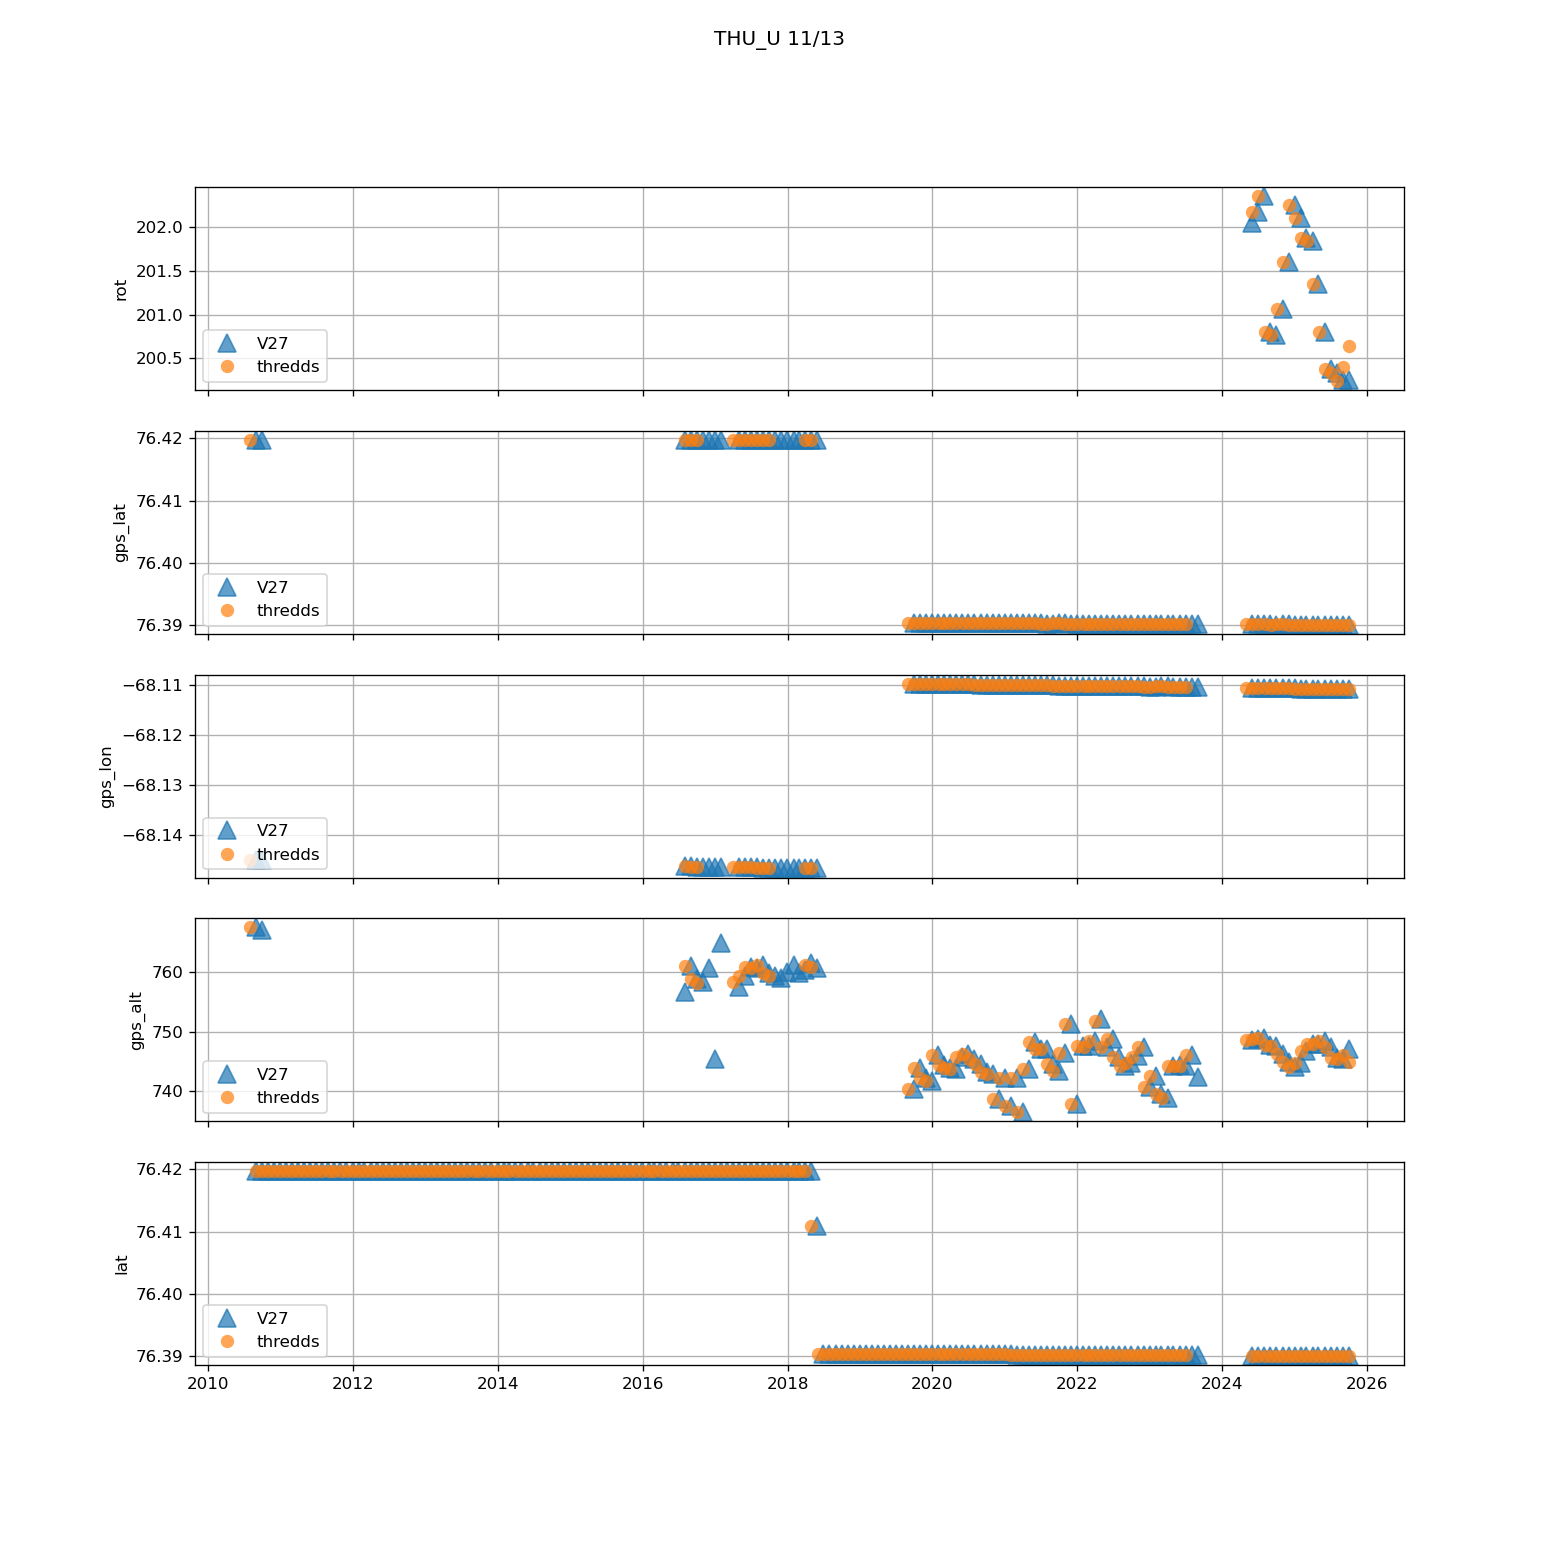 THU_U 11/13
202.0
201.5
201.0
200.5
rot
V27
thredds
76.42
76.41
76.40
76.39
gps_lat
V27
thredds
−68.11
−68.12
−68.13
−68.14
gps_lon
V27
thredds
760
750
740
gps_alt
V27
thredds
76.42
76.41
76.40
76.39
lat
V27
thredds
2010 2012 2014 2016 2018 2020 2022 2024 2026